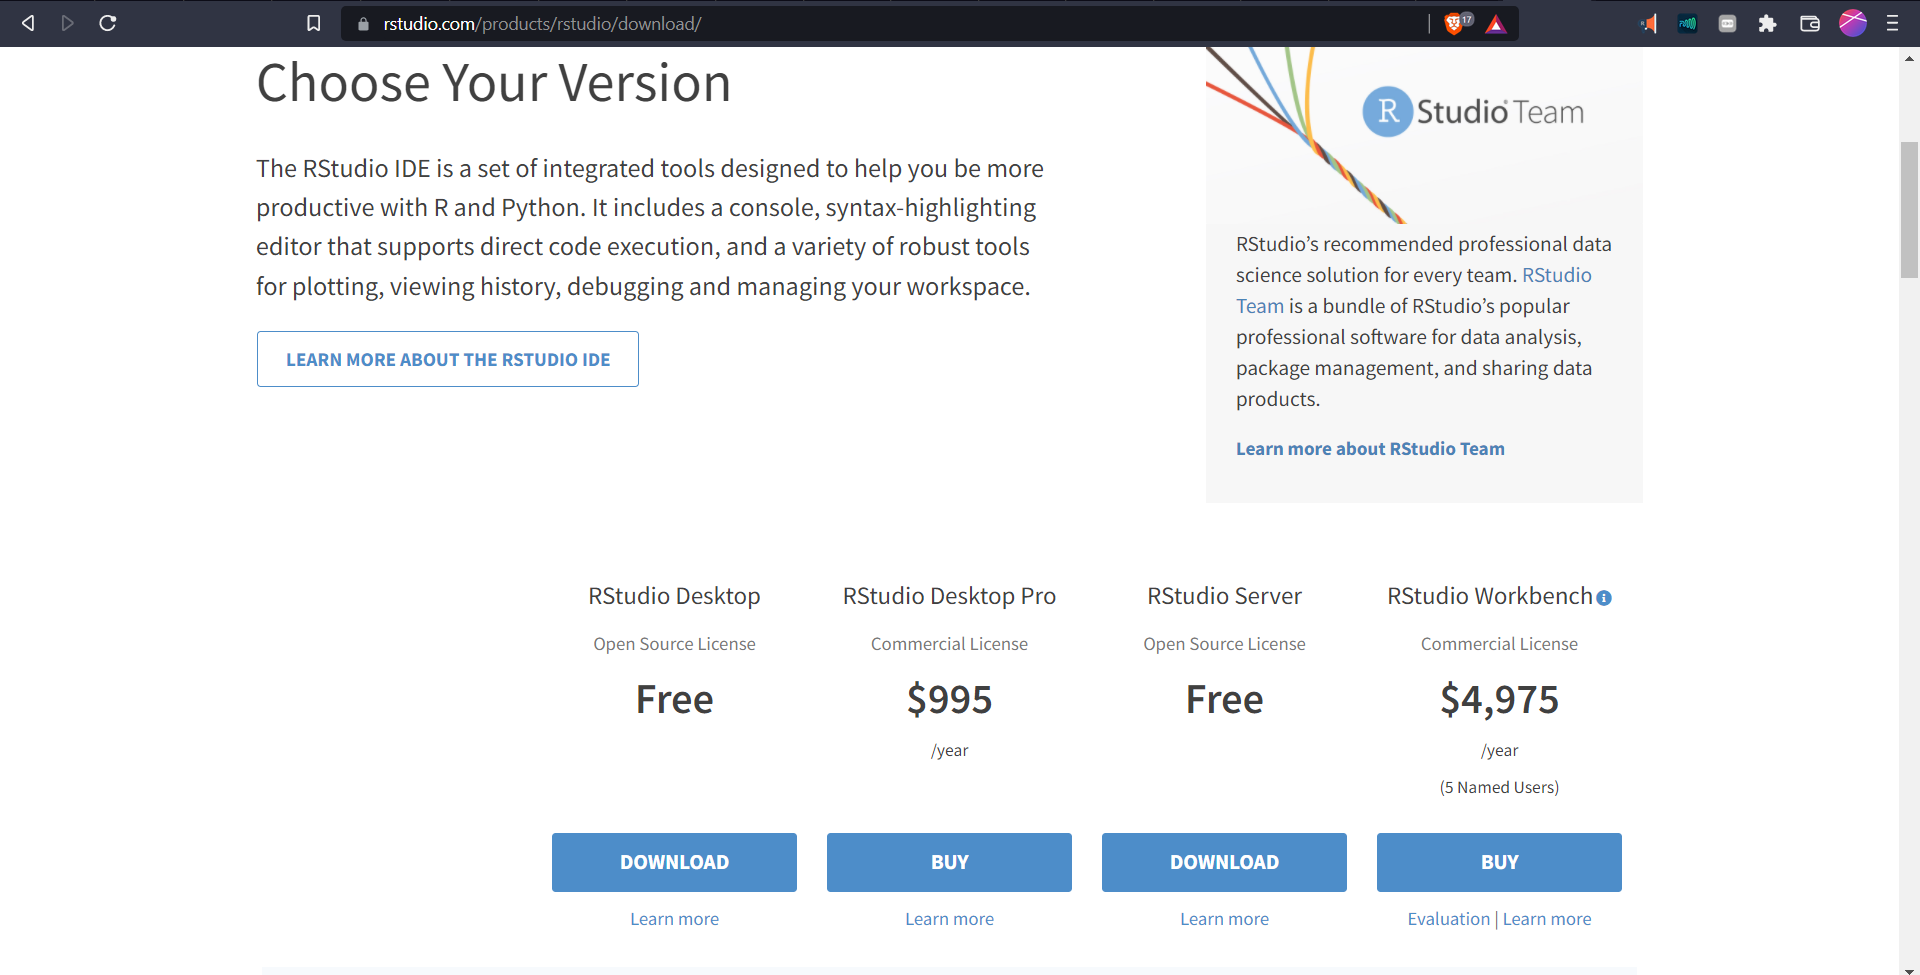 rstudio.com/products/rstudio/download/
17
Choose Your Version
The RStudio IDE is a set of integrated tools designed to help you be more
productive with R and Python. It includes a console, syntax-highlighting
editor that supports direct code execution, and a variety of robust tools
for plotting, viewing history, debugging and managing your workspace.
LEARN MORE ABOUT THE RSTUDIO IDE
R Studio® Team
RStudio’s recommended professional data
science solution for every team. RStudio
Team is a bundle of RStudio’s popular
professional software for data analysis,
package management, and sharing data
products.
Learn more about RStudio Team
RStudio Desktop
Open Source License
Free
DOWNLOAD
Learn more
RStudio Desktop Pro
Commercial License
$995
/year
BUY
Learn more
RStudio Server
Open Source License
Free
DOWNLOAD
Learn more
RStudio Workbench
Commercial License
$4,975
/year
(5 Named Users)
BUY
Evaluation | Learn more